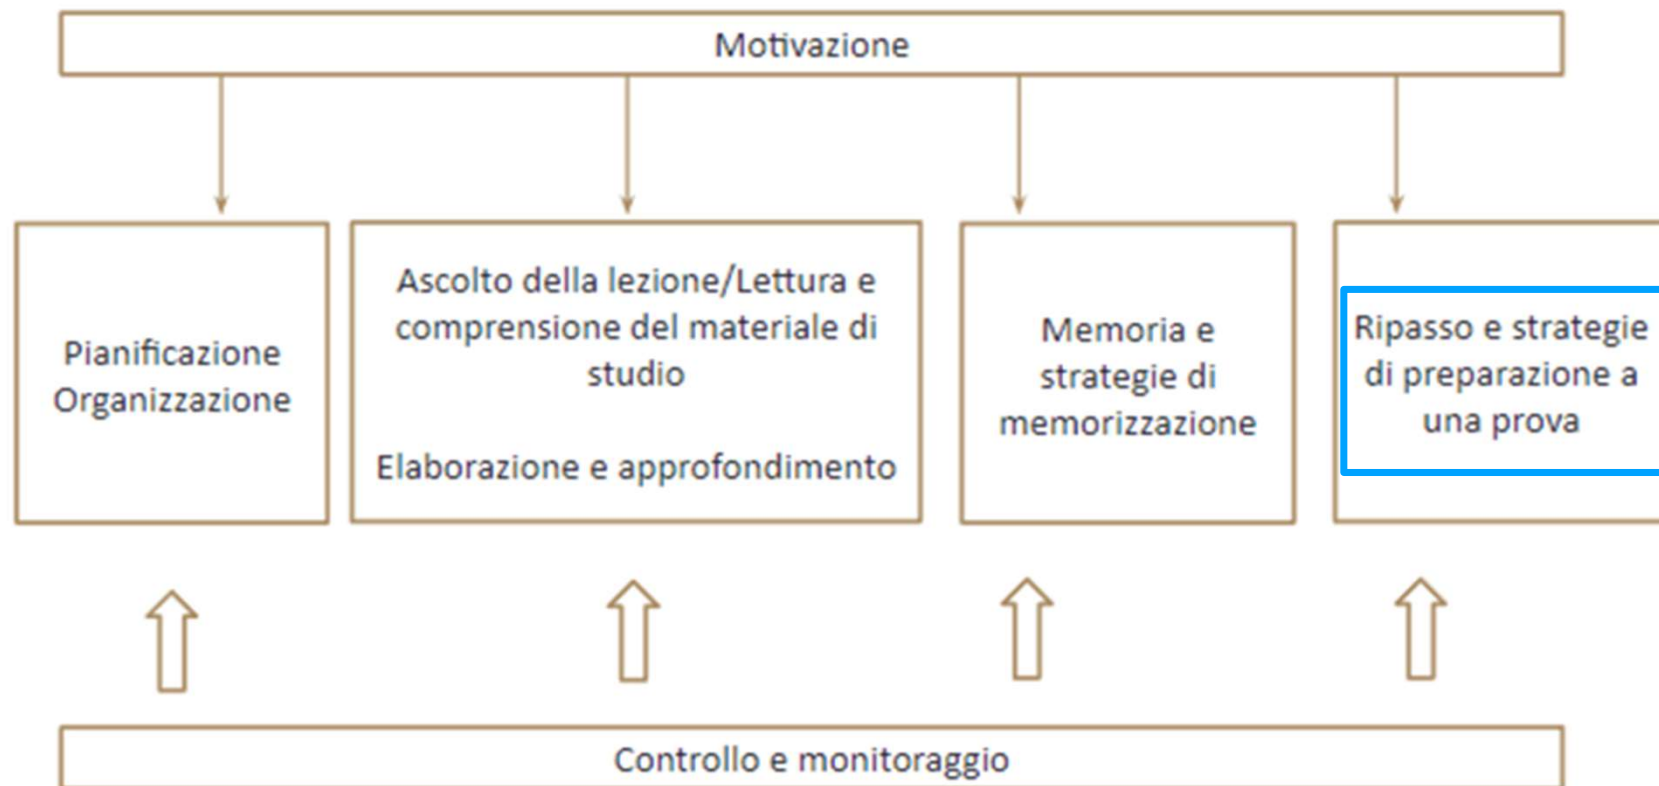 Motivazione
Pianificazione
Organizzazione
Ascolto della lezione/Lettura e
comprensione del materiale di
studio
Elaborazione e approfondimento
Memoria e
strategie di
memorizzazione
Ripasso e strategie
di preparazione a
una prova
Controllo e monitoraggio